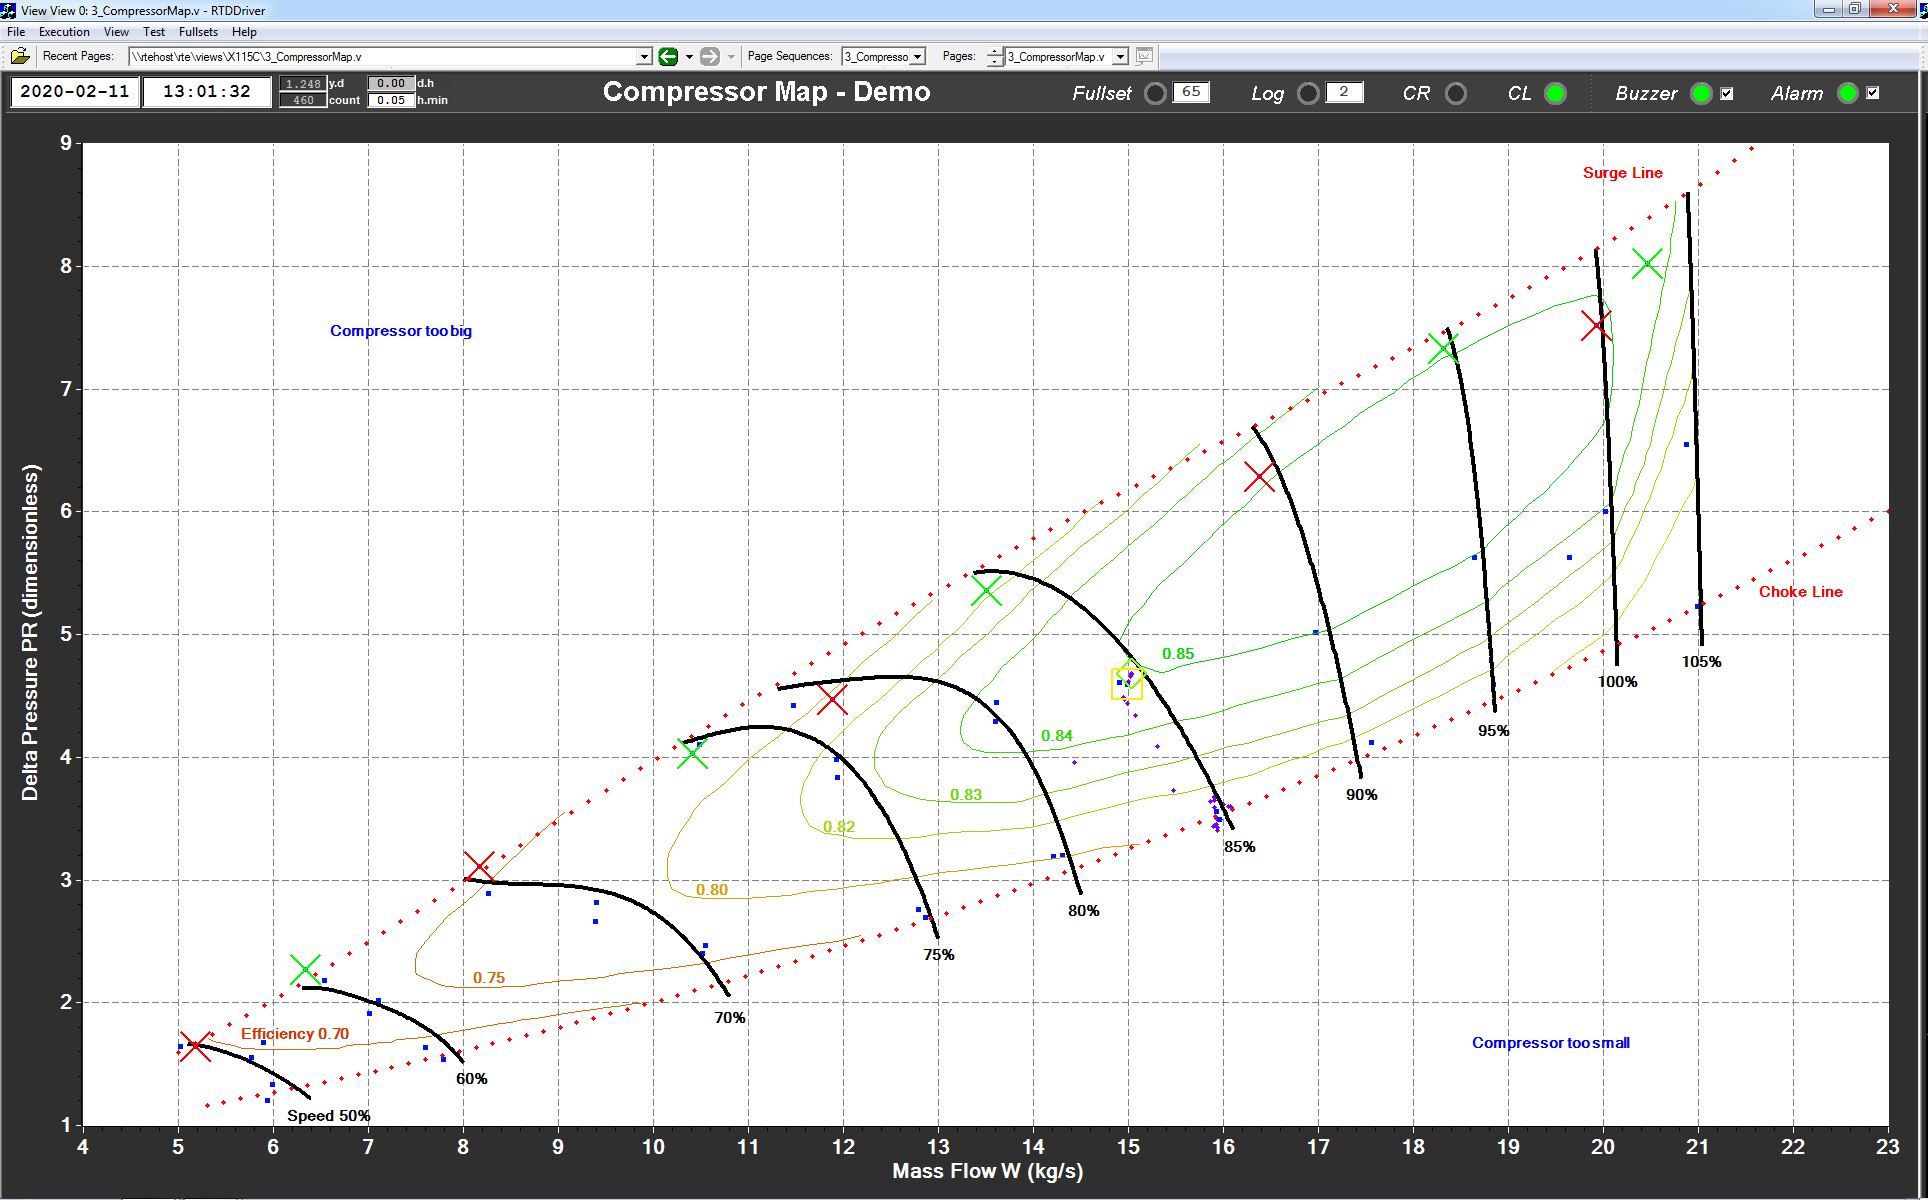 View View 0: 3_CompressorMap.v - RTDDriver
File Execution View Test Fullsets Help
Recent Pages: \\rtehost\rte\views\X115C\3_CompressorMap.v Page Sequences: 3_Compresso Pages: 3_CompressorMap.v
2020-02-11 13:01:32 1.248 y.d 0.00 d.h Compressor Map - Demo Fullset 65 Log 2 CR CL Buzzer Alarm
460 count 0.05 h.min
9
Surge Line
8
Compressor too big
7
6
Choke Line
5
0.85
105%
100%
95%
0.84
4
0.83
90%
0.82
85%
3
0.80
80%
75%
0.75
2
70%
Efficiency 0.70
Compressor too small
60%
Speed 50%
1
4 5 6 7 8 9 10 11 12 13 14 15 16 17 18 19 20 21 22 23
Mass Flow W (kg/s)
Delta Pressure PR (dimensionless)